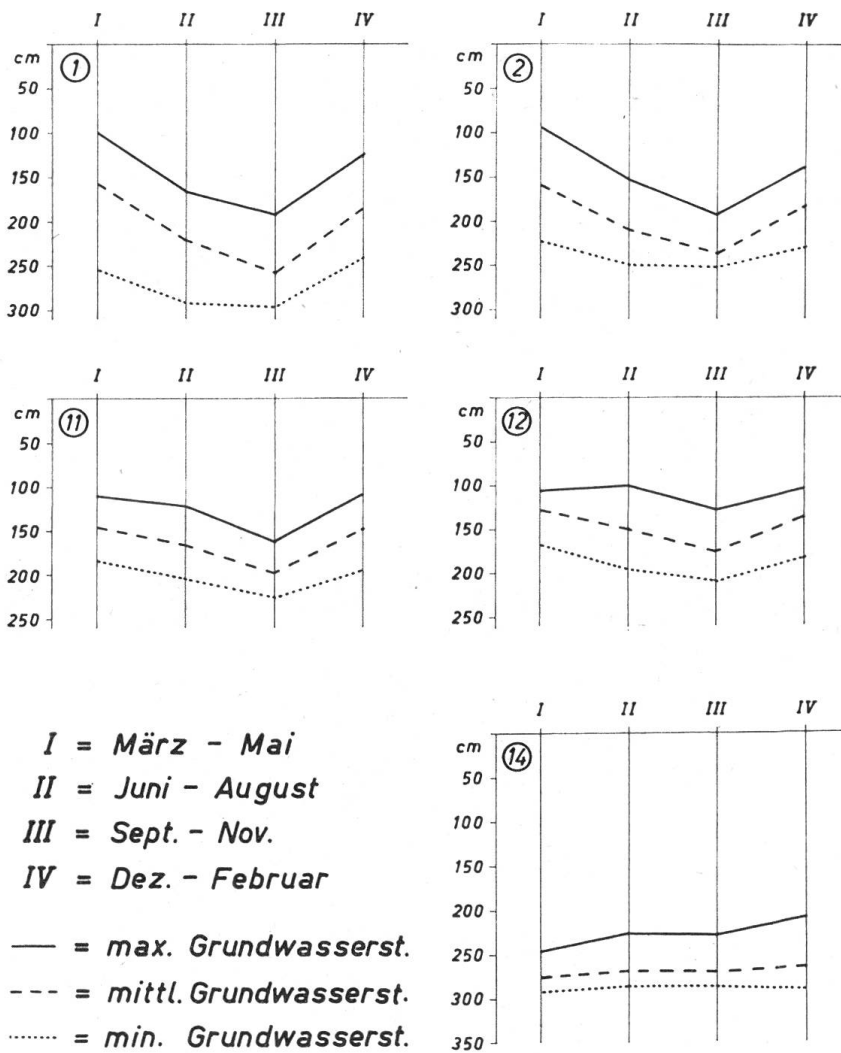 I II III IV
cm
①
50
100
150
200
250
300
I II III IV
cm
②
50
100
150
200
250
300
I II III IV
cm
⑪
50
100
150
200
250
I II III IV
cm
⑫
50
100
150
200
250
I II III IV
cm
⑭
50
100
150
200
250
300
350
I = März - Mai
II = Juni - August
III = Sept. - Nov.
IV = Dez. - Februar
= max. Grundwasserst.
= mittl. Grundwasserst.
= min. Grundwasserst.